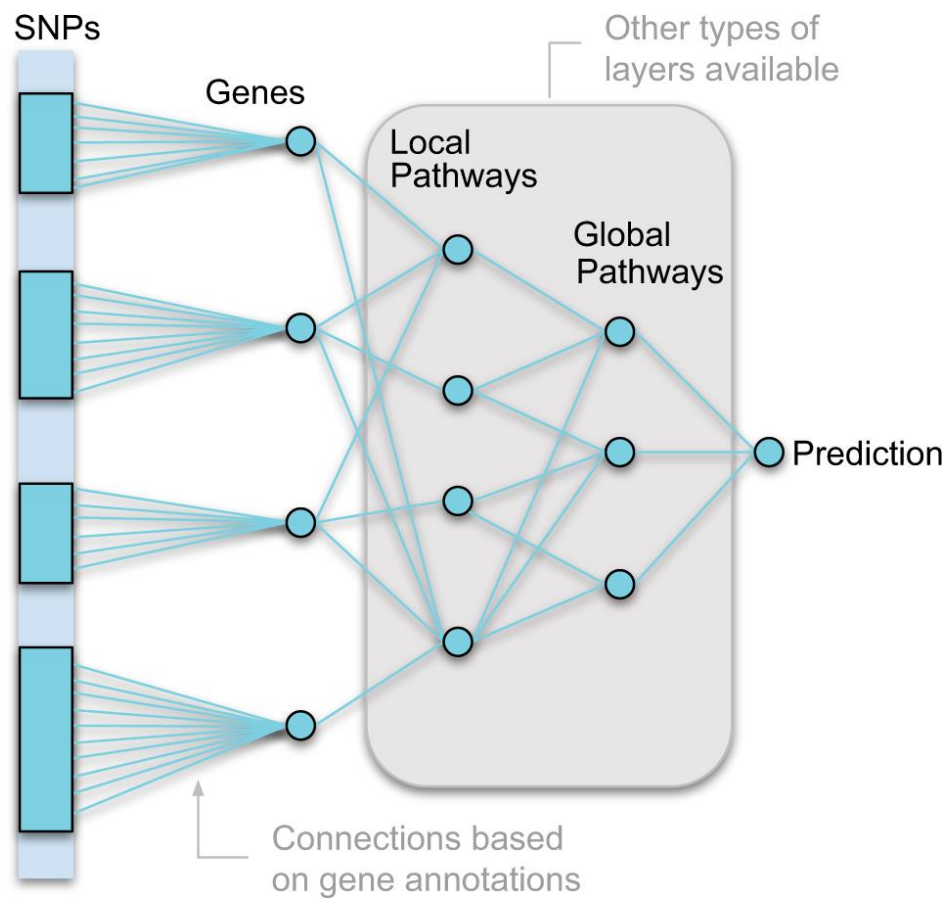 SNPs
Other types of
layers available
Genes
Local
Pathways
Global
Pathways
Prediction
Connections based
on gene annotations